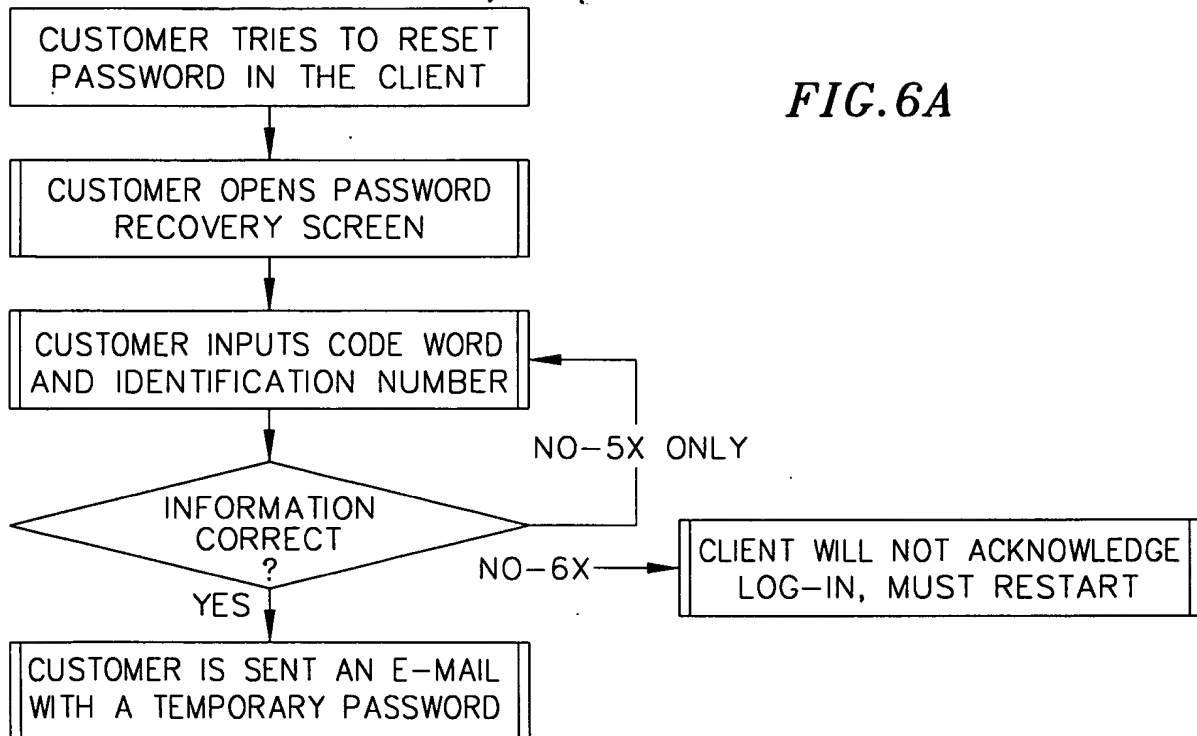 CUSTOMER TRIES TO RESET
PASSWORD IN THE CLIENT
FIG.6A
CUSTOMER OPENS PASSWORD
RECOVERY SCREEN
CUSTOMER INPUTS CODE WORD
AND IDENTIFICATION NUMBER
NO-5X ONLY
INFORMATION
CORRECT
?
NO-6X
CLIENT WILL NOT ACKNOWLEDGE
LOG-IN, MUST RESTART
YES
CUSTOMER IS SENT AN E-MAIL
WITH A TEMPORARY PASSWORD